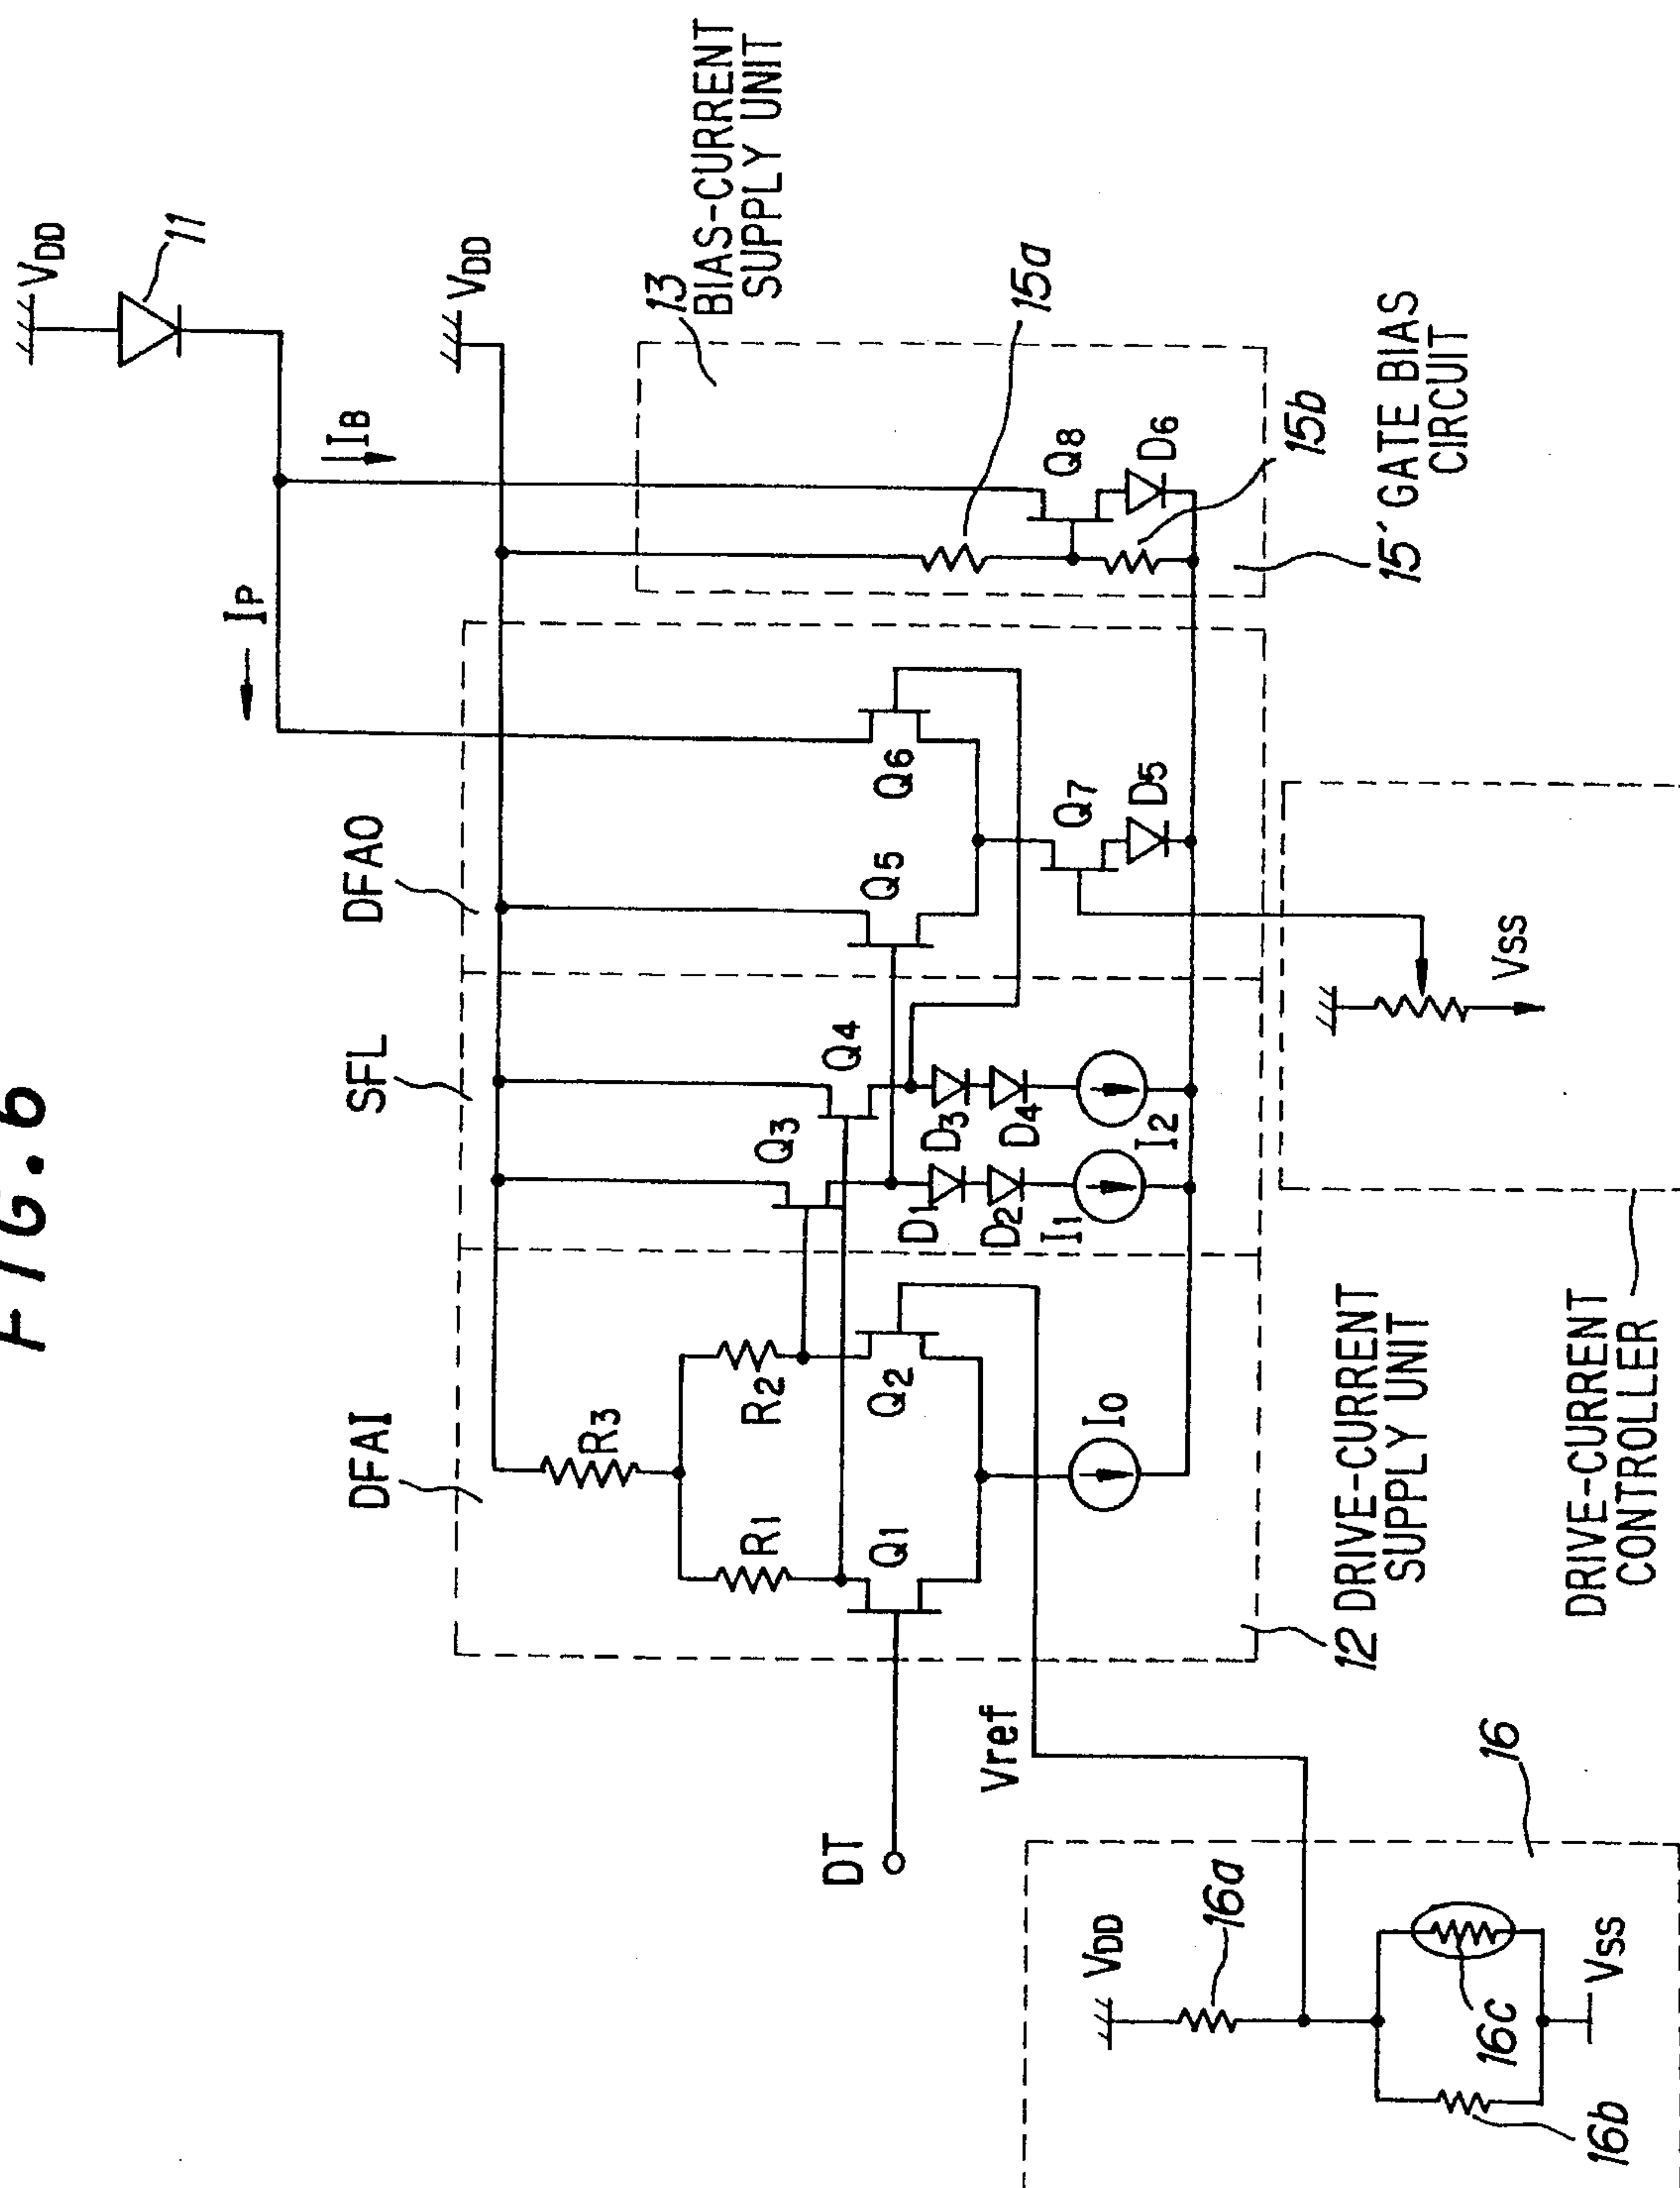 FIG. 6
VDD
11
IP
IB
VDD
DFAI
SFL
DFAO
13
BIAS-CURRENT
SUPPLY UNIT
R3
R1
R2
Q1
Q2
Q3
Q4
Q5
Q6
Q7
Q8
D1
D2
D3
D4
D5
D6
I0
I1
I2
15a
15b
15´ GATE BIAS
CIRCUIT
DT
Vref
12 DRIVE-CURRENT
SUPPLY UNIT
VSS
DRIVE-CURRENT
CONTROLLER
16
VDD
16a
16b
16c
VSS